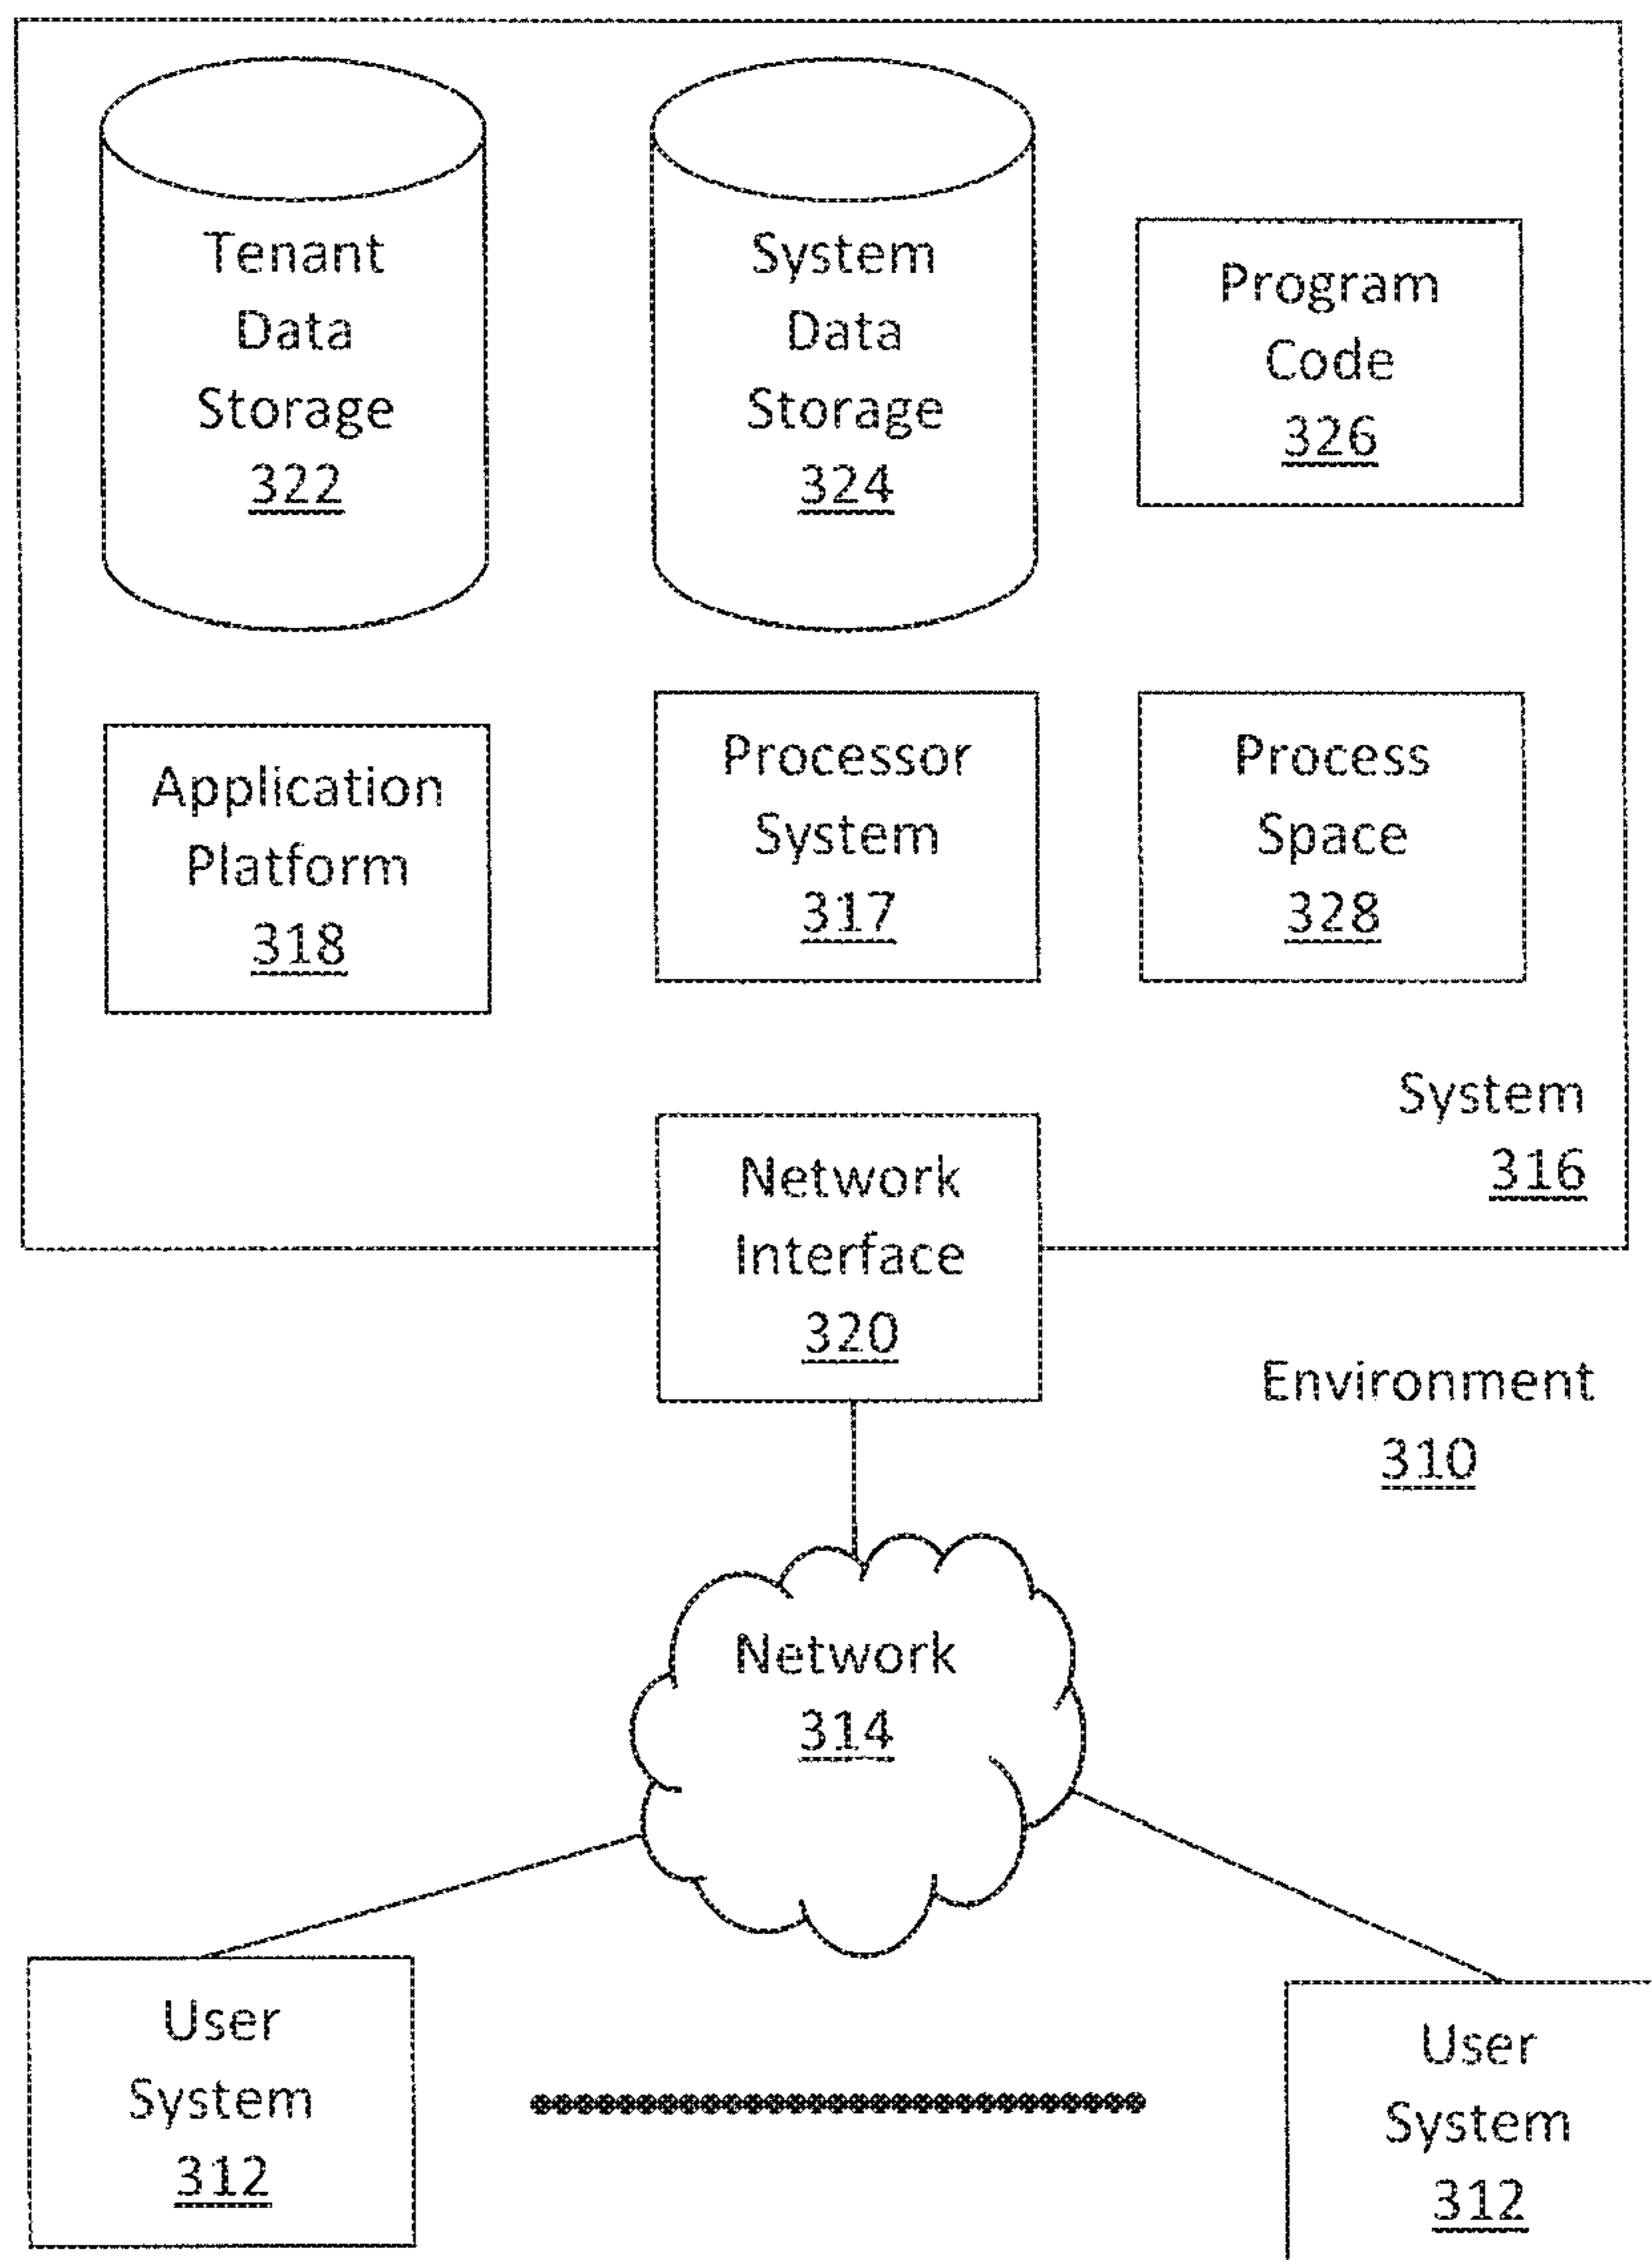 Tenant
Data
Storage
322
System
Data
Storage
324
Program
Code
326
Application
Platform
318
Processor
System
317
Process
Space
328
System
316
Network
Interface
320
Environment
310
Network
314
User
System
312
User
System
312